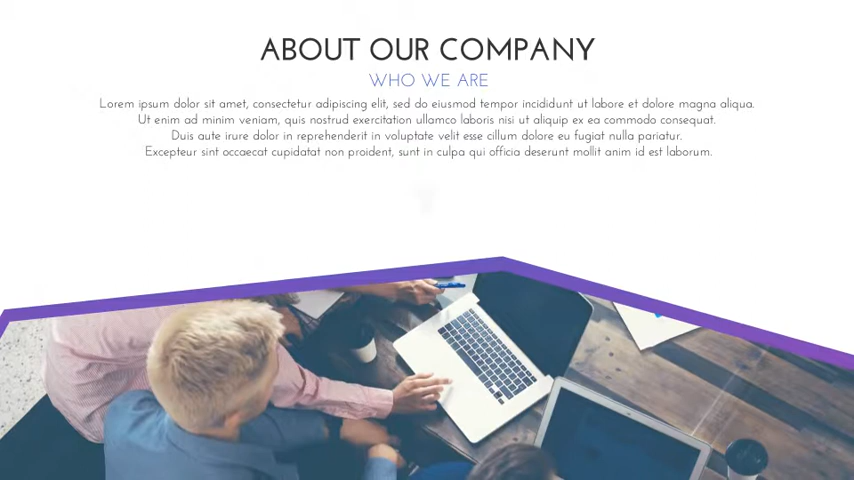 ABOUT OUR COMPANY
WHO WE ARE
Lorem ipsum dolor sit amet, consectetur adipiscing elit, sed do eiusmod tempor incididunt ut labore et dolore magna aliqua.
Ut enim ad minim veniam, quis nostrud exercitation ullamco laboris nisi ut aliquip ex ea commodo consequat.
Duis aute irure dolor in reprehenderit in voluptate velit esse cillum dolore eu fugiat nulla pariatur.
Excepteur sint occaecat cupidatat non proident, sunt in culpa qui officia deserunt mollit anim id est laborum.